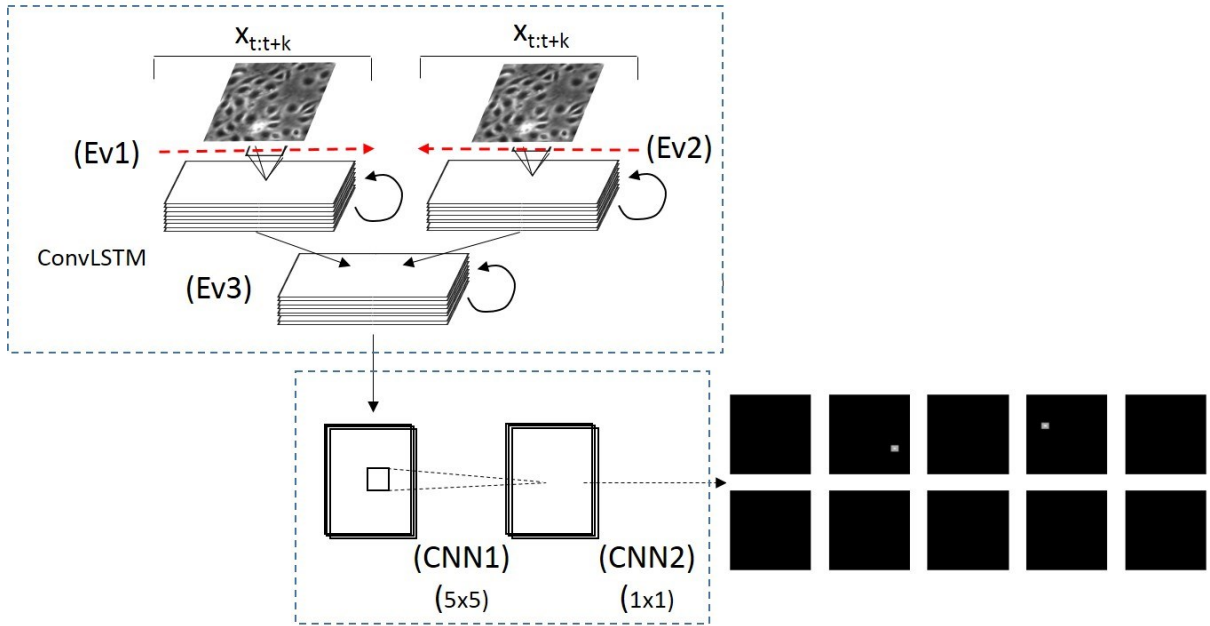 x_{t:t+k}
x_{t:t+k}
(Ev1)
(Ev2)
ConvLSTM
(Ev3)
(CNN1)
(CNN2)
(5x5)
(1x1)